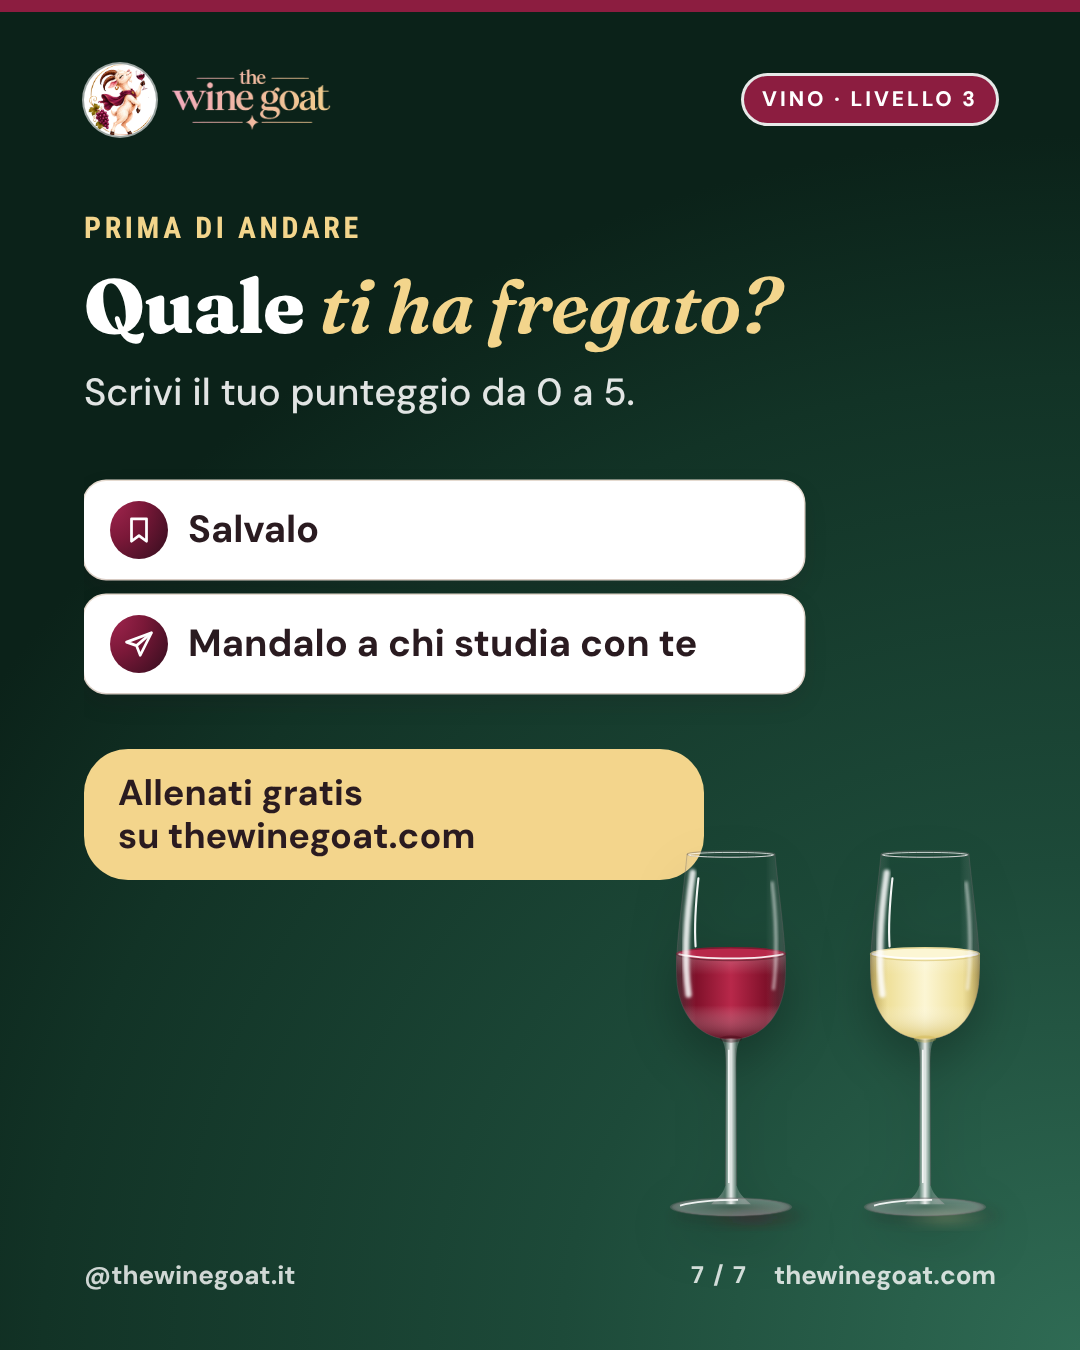 the
wine goat
VINO · LIVELLO 3
PRIMA DI ANDARE
Quale ti ha fregato?
Scrivi il tuo punteggio da 0 a 5.
Salvalo
Mandalo a chi studia con te
Allenati gratis
su thewinegoat.com
@thewinegoat.it
7 / 7 thewinegoat.com